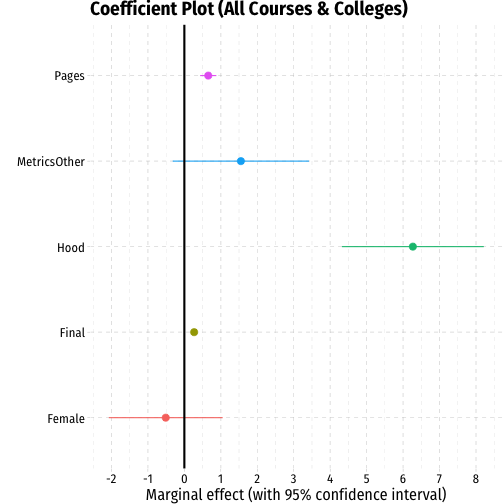 Coefficient Plot (All Courses & Colleges)
Pages
MetricsOther
Hood
Final
Female
-2 -1 0 1 2 3 4 5 6 7 8
Marginal effect (with 95% confidence interval)